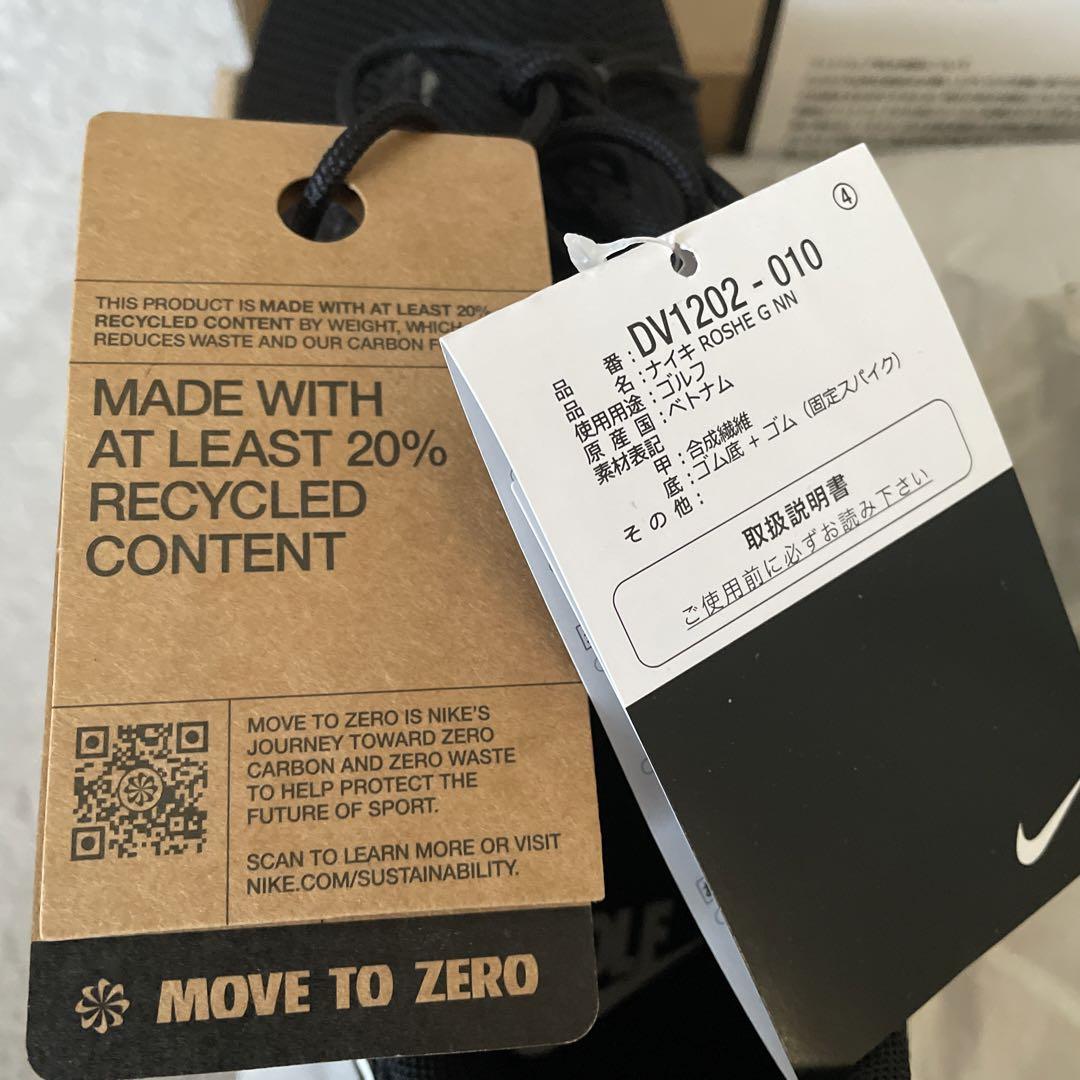 THIS PRODUCT IS MADE WITH AT LEAST 20%
RECYCLED CONTENT BY WEIGHT, WHICH
REDUCES WASTE AND OUR CARBON
MADE WITH
AT LEAST 20%
RECYCLED
CONTENT
MOVE TO ZERO IS NIKE'S
JOURNEY TOWARD ZERO
CARBON AND ZERO WASTE
TO HELP PROTECT THE
FUTURE OF SPORT.
SCAN TO LEARN MORE OR VISIT
NIKE.COM/SUSTAINABILITY.
MOVE TO ZERO
④
品番:DV1202-010
品名:ナイキ ROSHE G NN
使用用途:ゴルフ
原産国:ベトナム
素材表記
甲:合成繊維
底:ゴム底+ゴム(固定スパイク)
その他:
取扱説明書
ご使用前に必ずお読み下さい